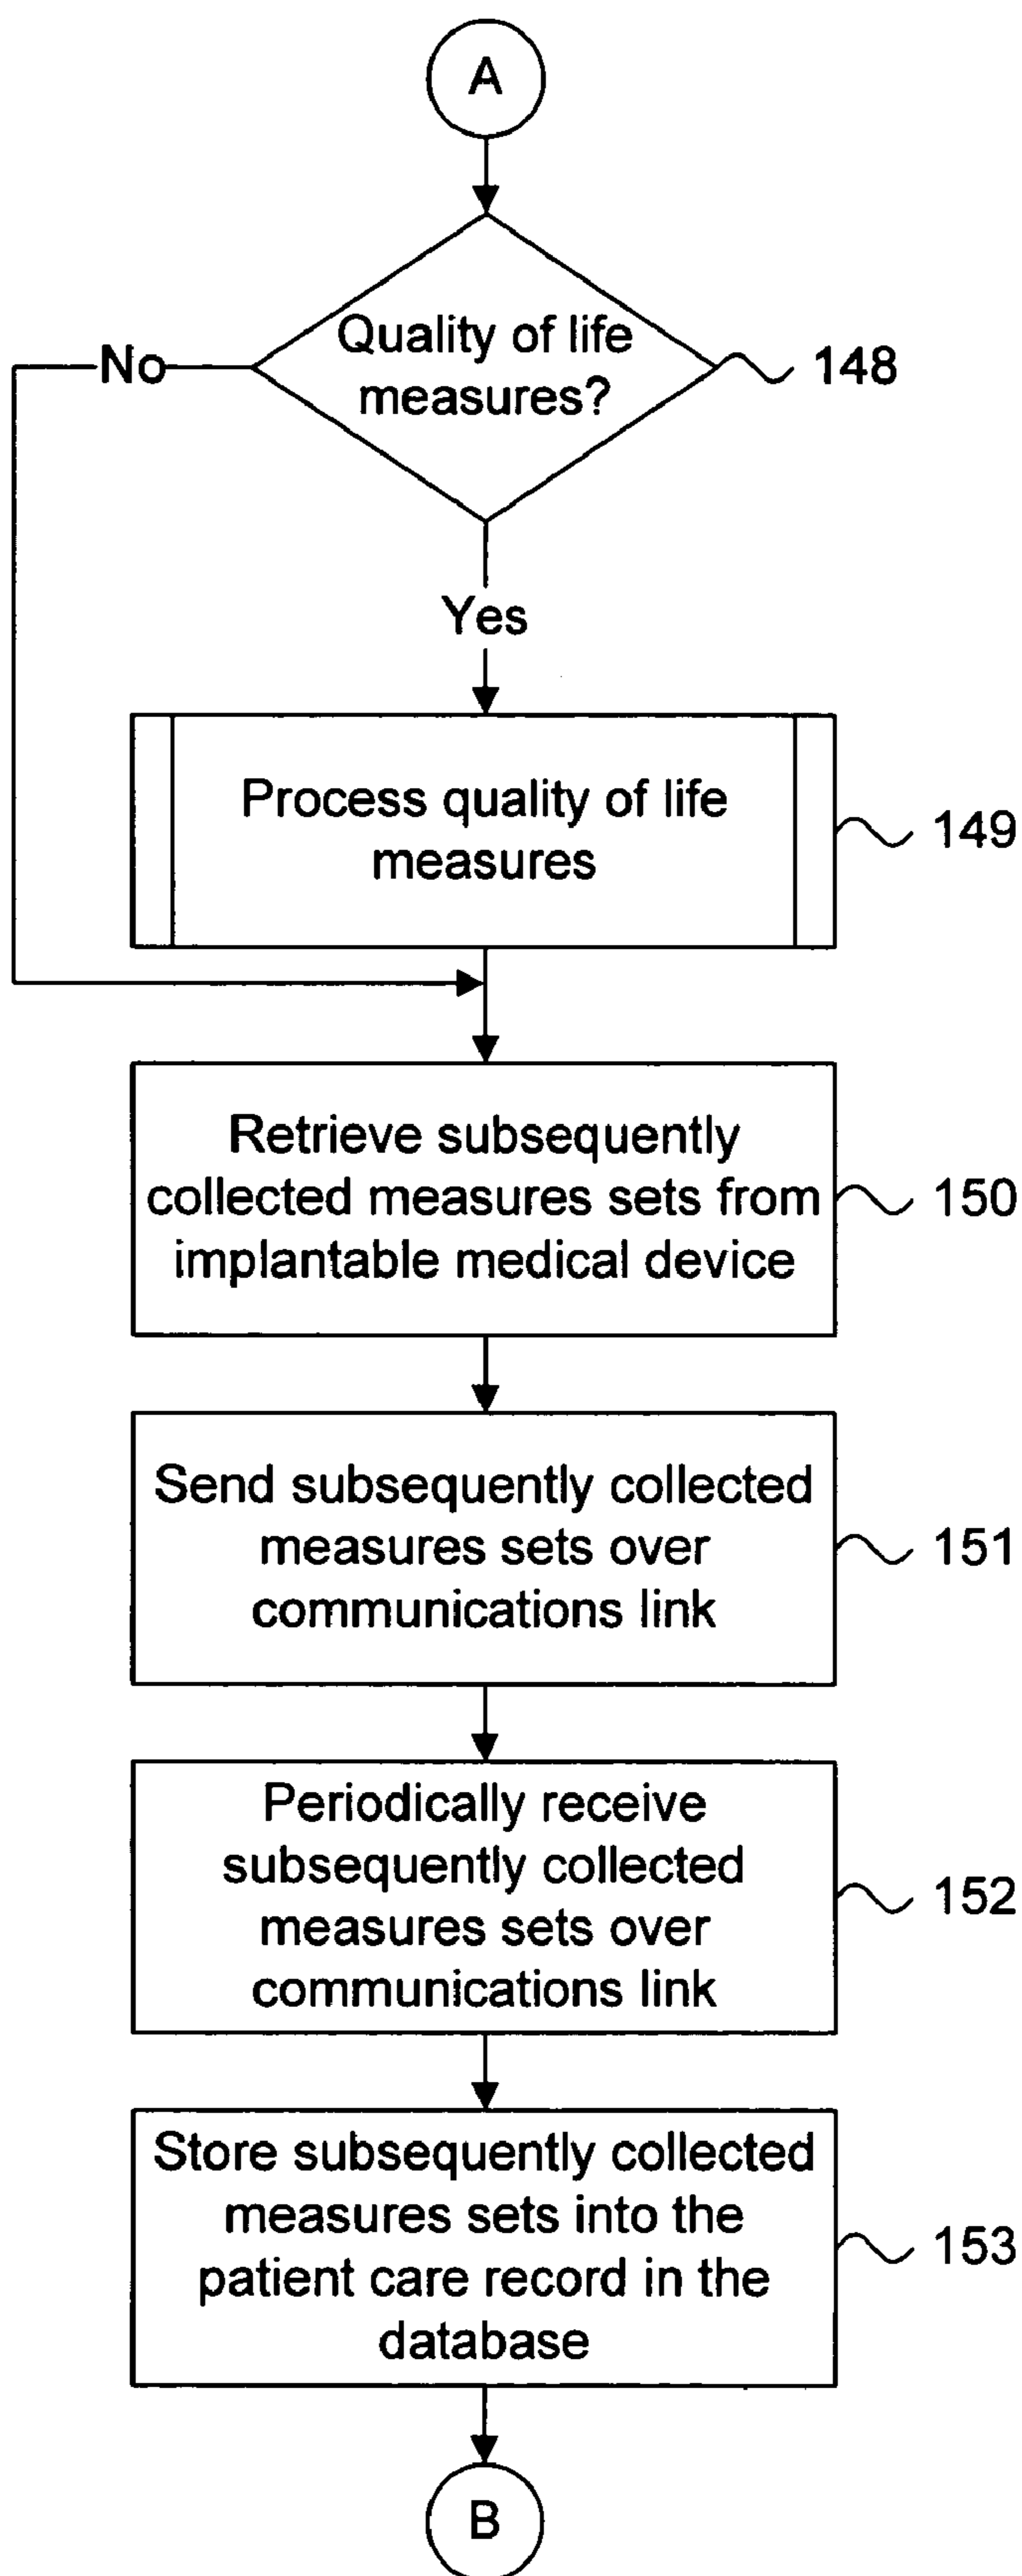 A
Quality of life
measures?
No
148
Yes
Process quality of life
measures
149
Retrieve subsequently
collected measures sets from
implantable medical device
150
Send subsequently collected
measures sets over
communications link
151
Periodically receive
subsequently collected
measures sets over
communications link
152
Store subsequently collected
measures sets into the
patient care record in the
database
153
B